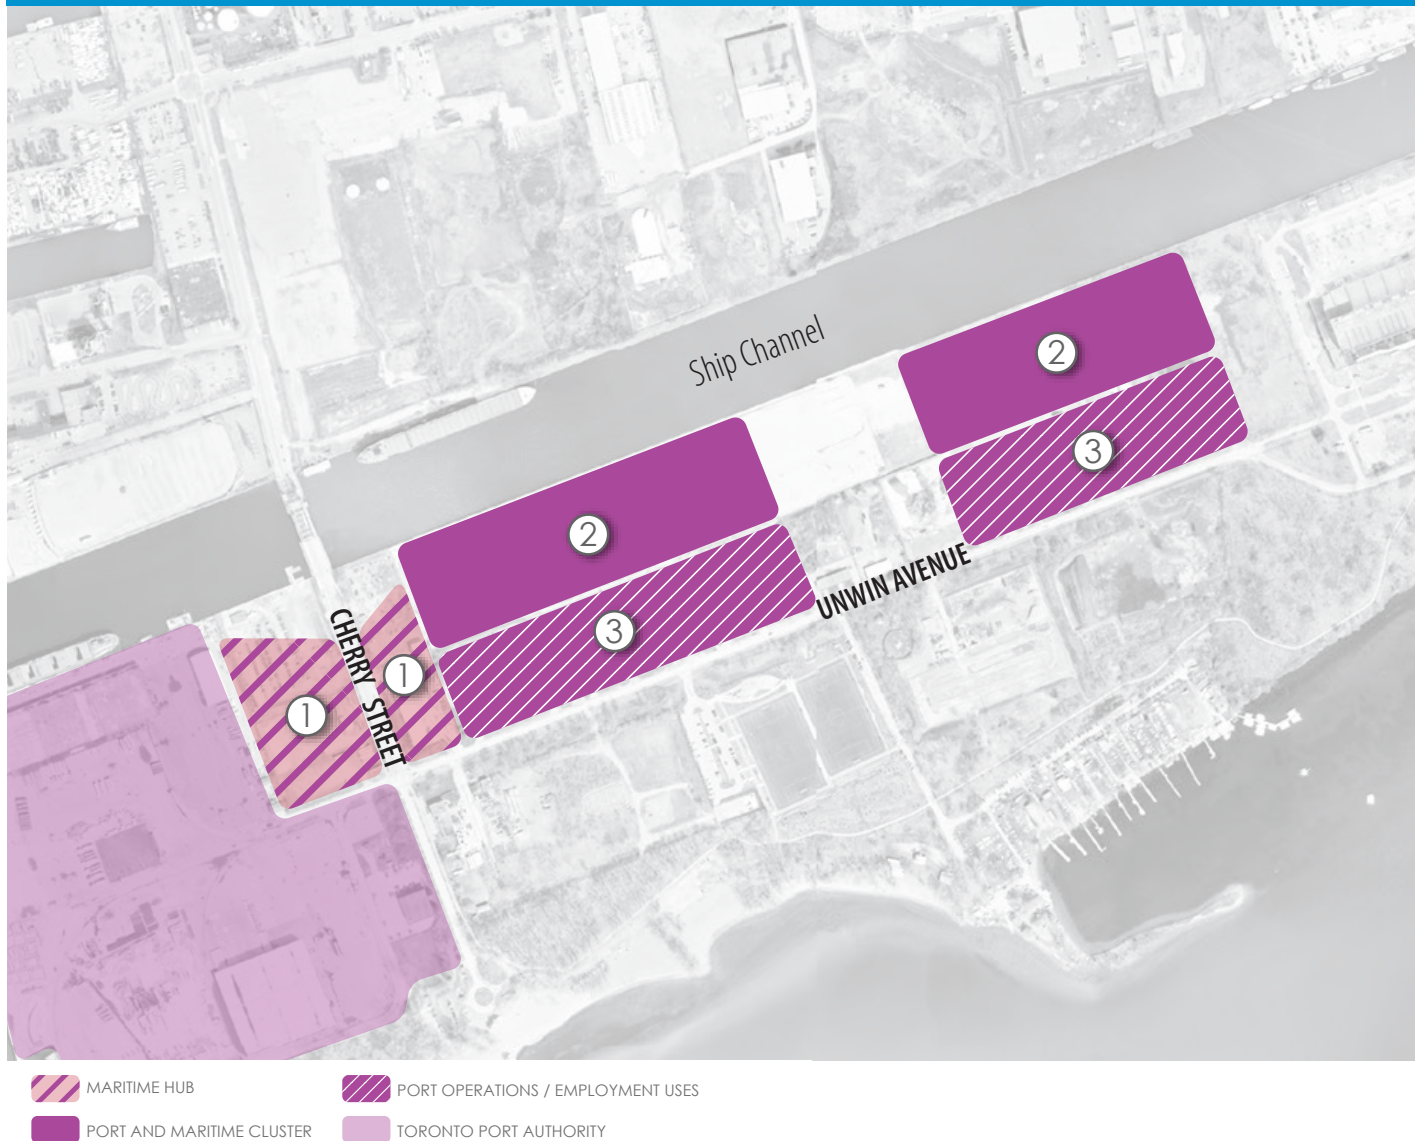 Ship Channel
2
3
2
3
UNWIN AVENUE
CHERRY STREET
1
1
MARITIME HUB
PORT OPERATIONS / EMPLOYMENT USES
PORT AND MARITIME CLUSTER
TORONTO PORT AUTHORITY